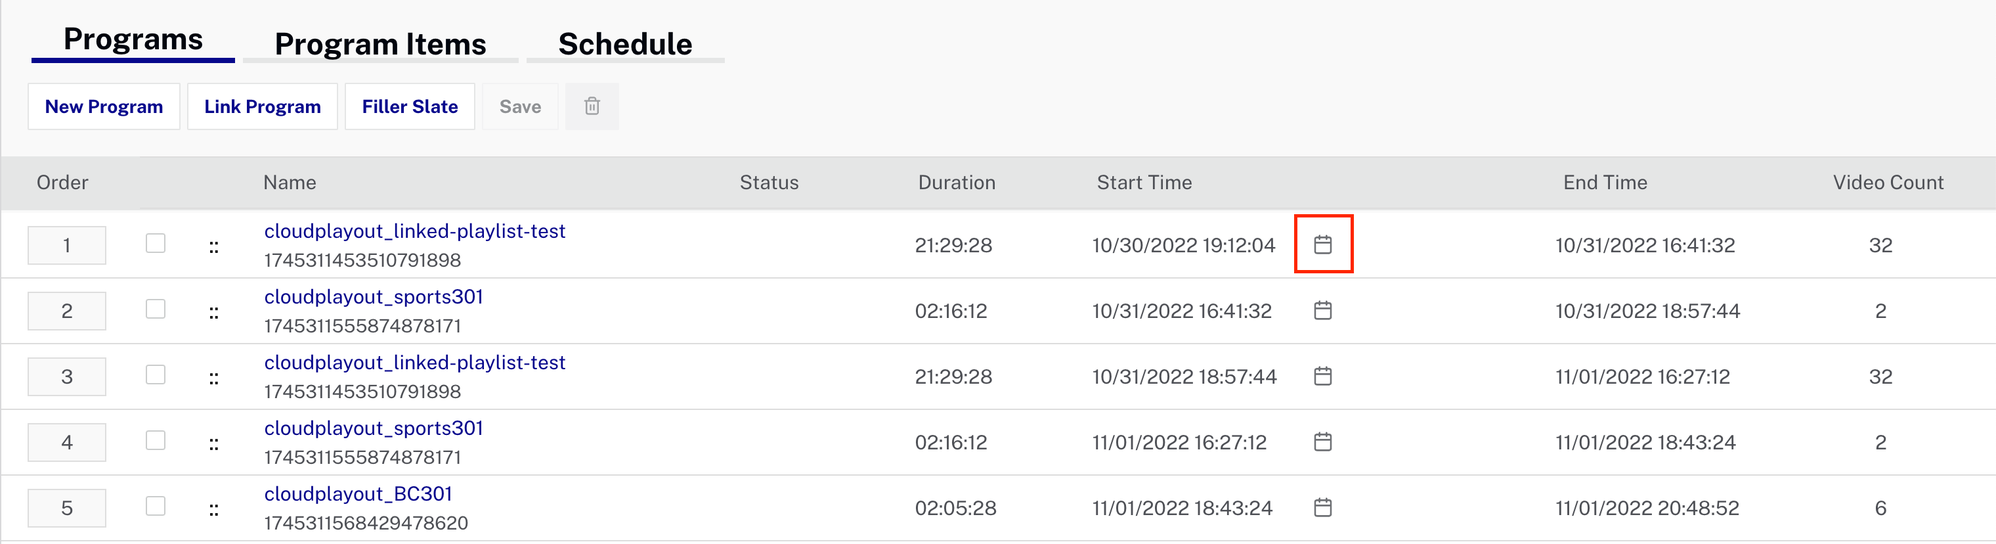 Programs Program Items Schedule
New Program Link Program Filler Slate Save
Order Name Status Duration Start Time End Time Video Count
1 cloudplayout_linked-playlist-test 21:29:28 10/30/2022 19:12:04 10/31/2022 16:41:32 32
1745311453510791898
2 cloudplayout_sports301 02:16:12 10/31/2022 16:41:32 10/31/2022 18:57:44 2
1745311555874878171
3 cloudplayout_linked-playlist-test 21:29:28 10/31/2022 18:57:44 11/01/2022 16:27:12 32
1745311453510791898
4 cloudplayout_sports301 02:16:12 11/01/2022 16:27:12 11/01/2022 18:43:24 2
1745311555874878171
5 cloudplayout_BC301 02:05:28 11/01/2022 18:43:24 11/01/2022 20:48:52 6
1745311568429478620